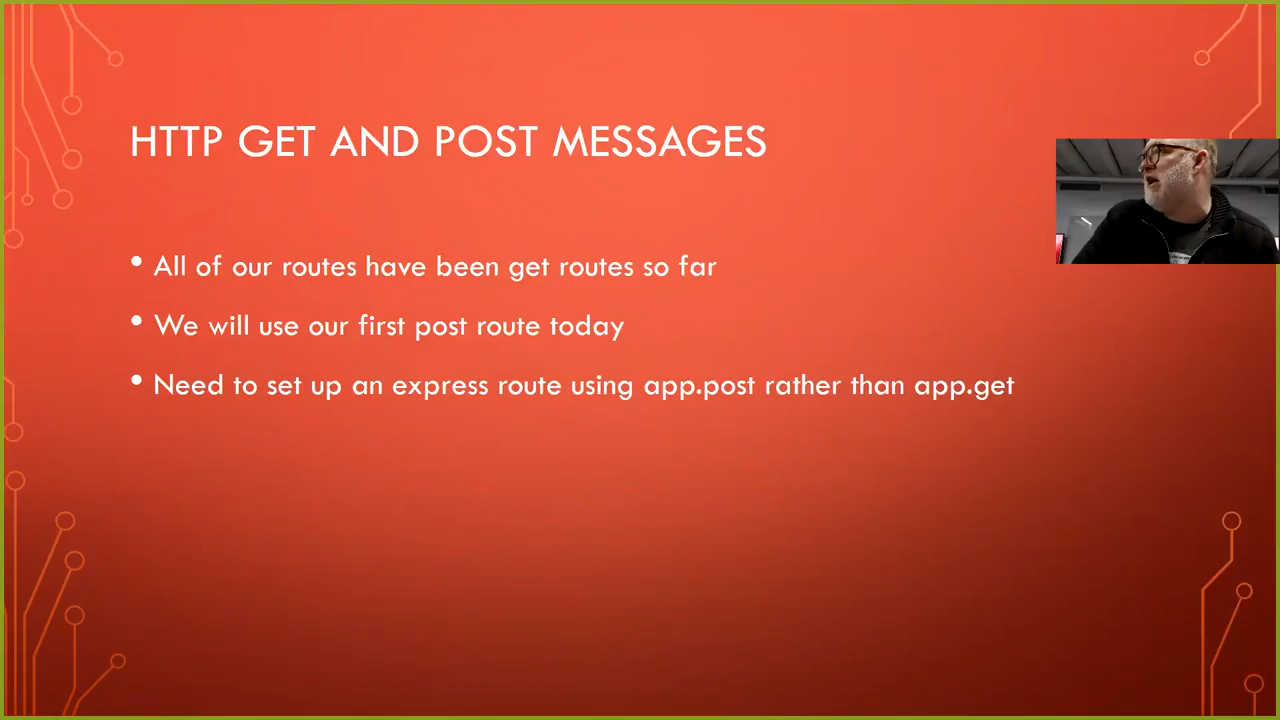 HTTP GET AND POST MESSAGES
• All of our routes have been get routes so far
• We will use our first post route today
• Need to set up an express route using app.post rather than app.get